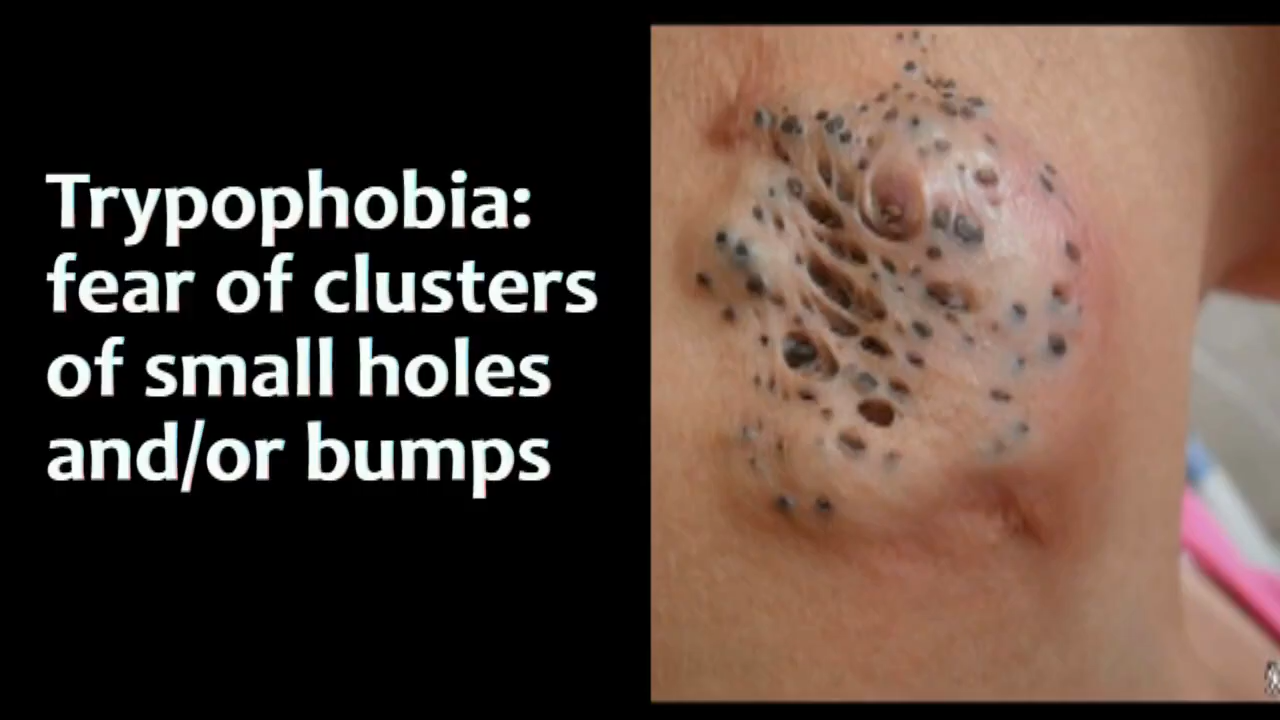 Trypophobia:
fear of clusters
of small holes
and/or bumps